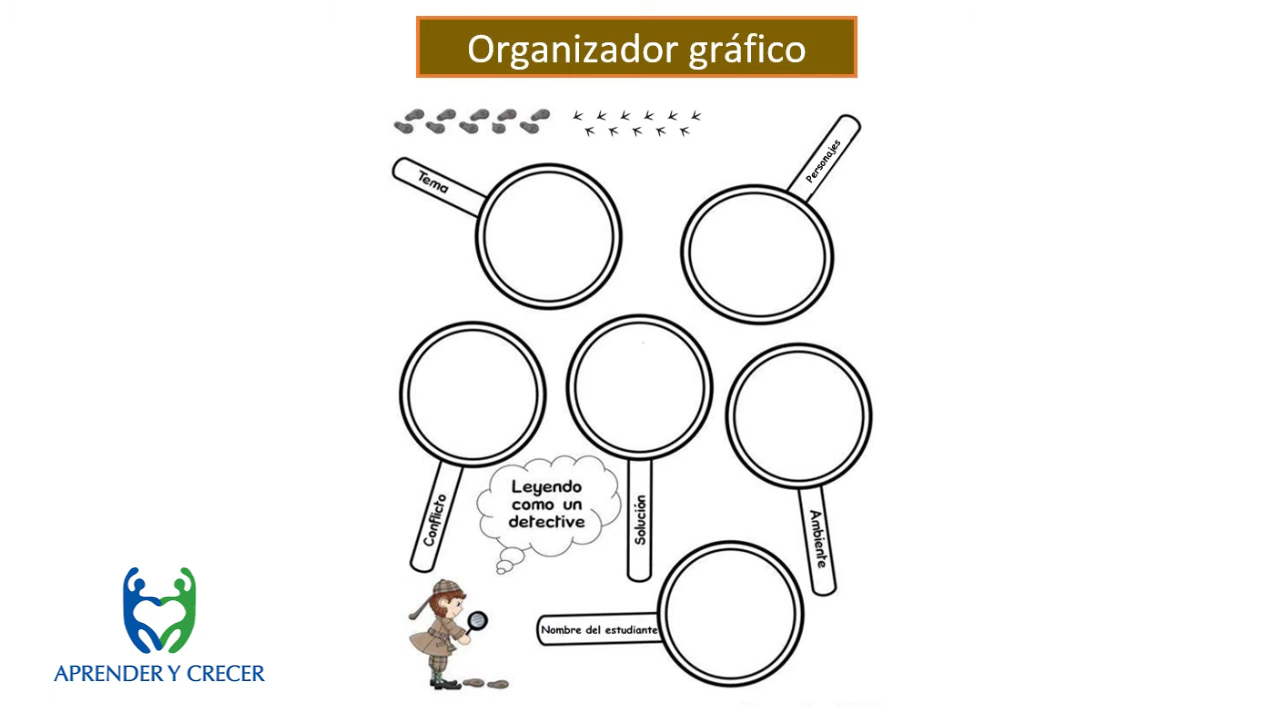 Organizador gráfico
Tema
Personajes
Conflicto
Solución
Ambiente
Leyendo
como un
detective
Nombre del estudiante
APRENDER Y CRECER